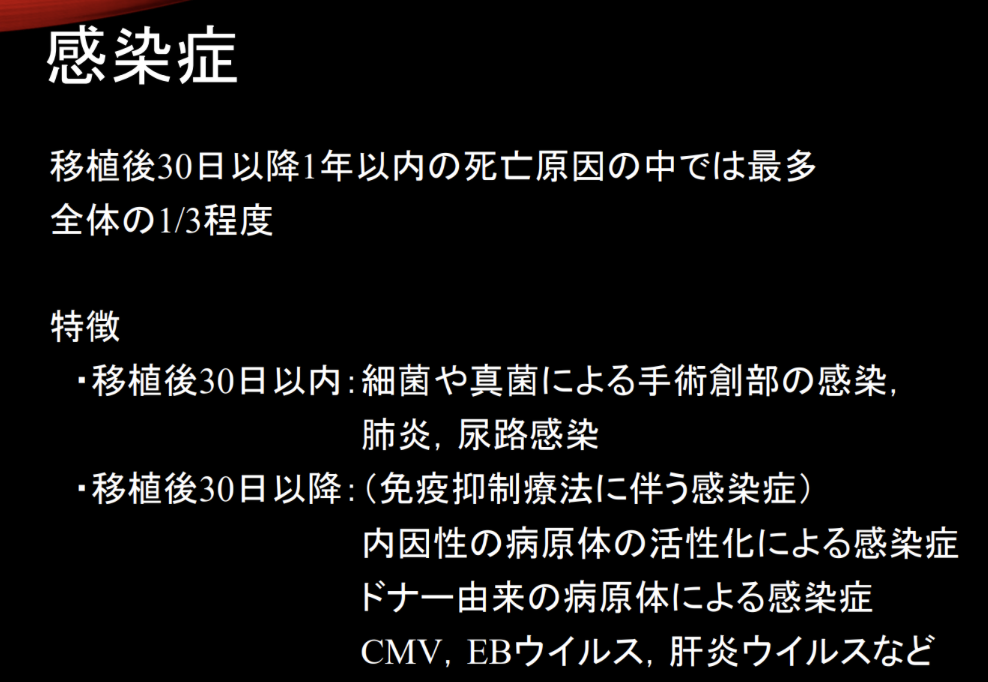 感染症
移植後30日以降1年以内の死亡原因の中では最多
全体の1/3程度
特徴
・移植後30日以内：細菌や真菌による手術創部の感染，
肺炎，尿路感染
・移植後30日以降：（免疫抑制療法に伴う感染症）
内因性の病原体の活性化による感染症
ドナー由来の病原体による感染症
CMV，EBウイルス，肝炎ウイルスなど